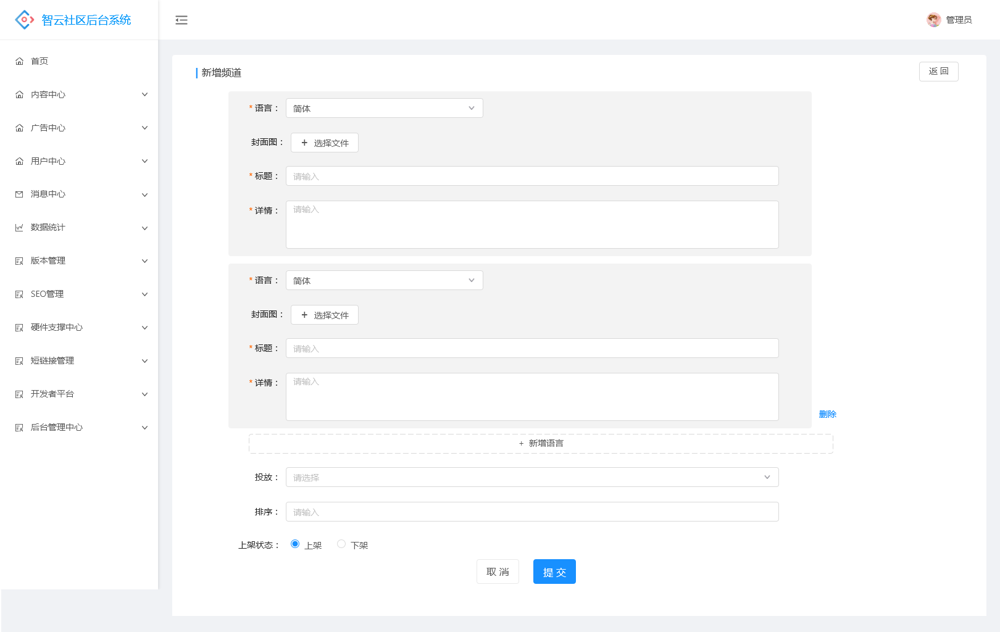 智云社区后台系统
管理员
首页
内容中心
广告中心
用户中心
消息中心
数据统计
版本管理
SEO管理
硬件支撑中心
短链接管理
开发者平台
后台管理中心
新增频道
返 回
* 语言： 简体
封面图： + 选择文件
* 标题： 请输入
* 详情： 请输入
* 语言： 简体
封面图： + 选择文件
* 标题： 请输入
* 详情： 请输入
删除
+ 新增语言
投放： 请选择
排序： 请输入
上架状态： 上架 下架
取 消 提 交